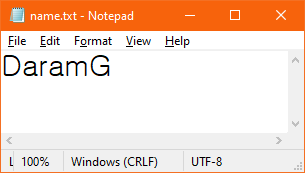 name.txt - Notepad
File Edit Format View Help
DaramG
100% Windows (CRLF) UTF-8